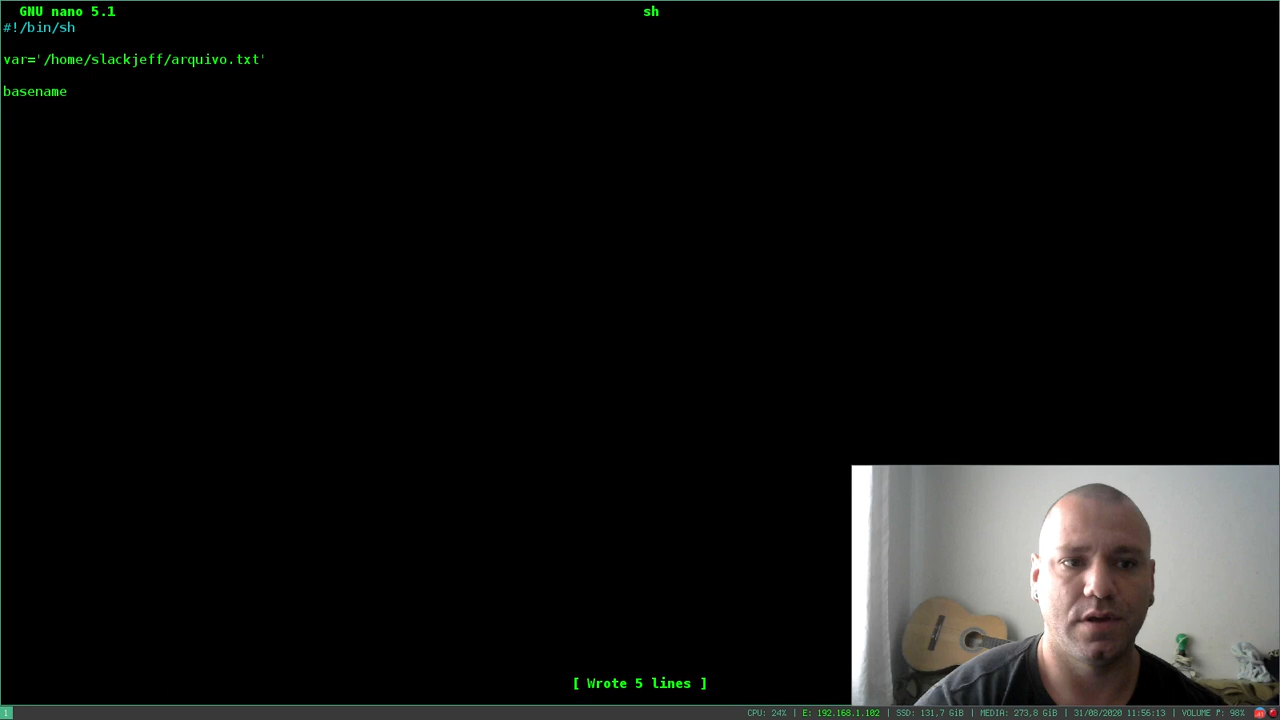 GNU nano 5.1 sh
#!/bin/sh
var='/home/slackjeff/arquivo.txt'
basename
[ Wrote 5 lines ]
1 CPU: 24% | E: 192.168.1.102 | SSD: 131,7 GiB | MEDIA: 273,8 GiB | 31/08/2020 11:56:13 | VOLUME ♪: 98%